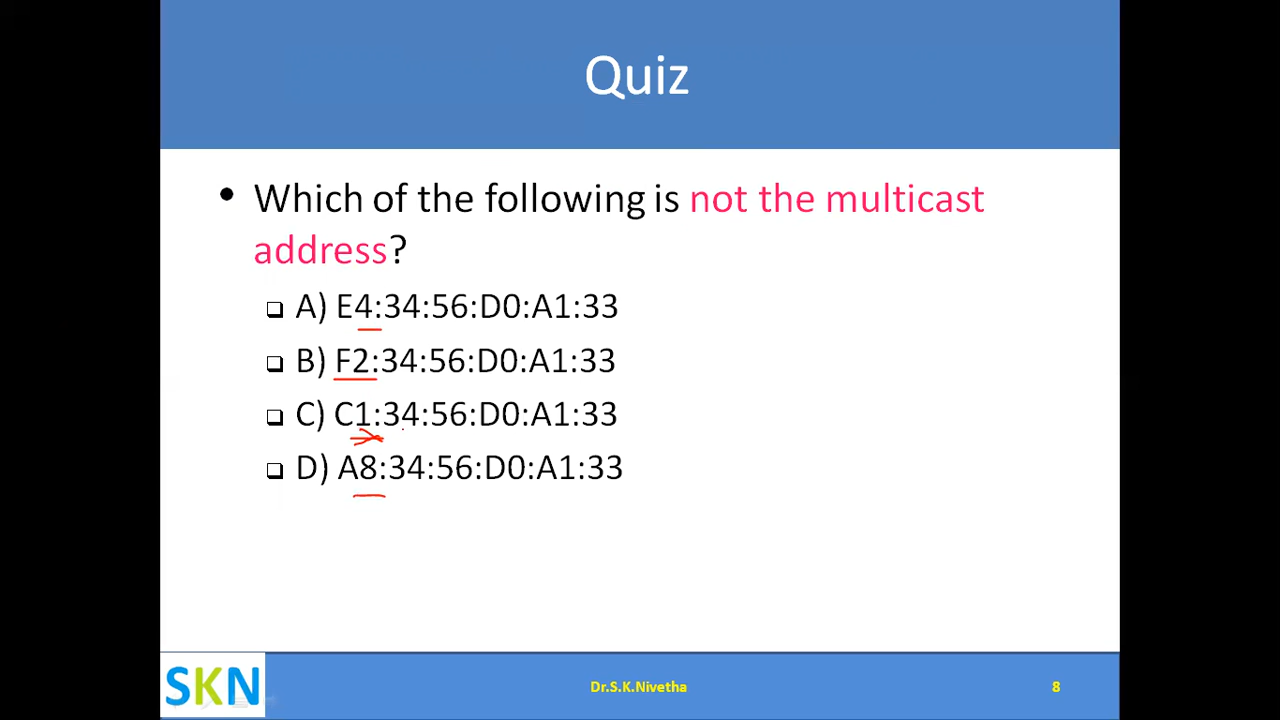 Quiz
• Which of the following is not the multicast
address?
❑ A) E4:34:56:D0:A1:33
❑ B) F2:34:56:D0:A1:33
❑ C) C1:34:56:D0:A1:33
❑ D) A8:34:56:D0:A1:33
SKN
Dr.S.K.Nivetha
8